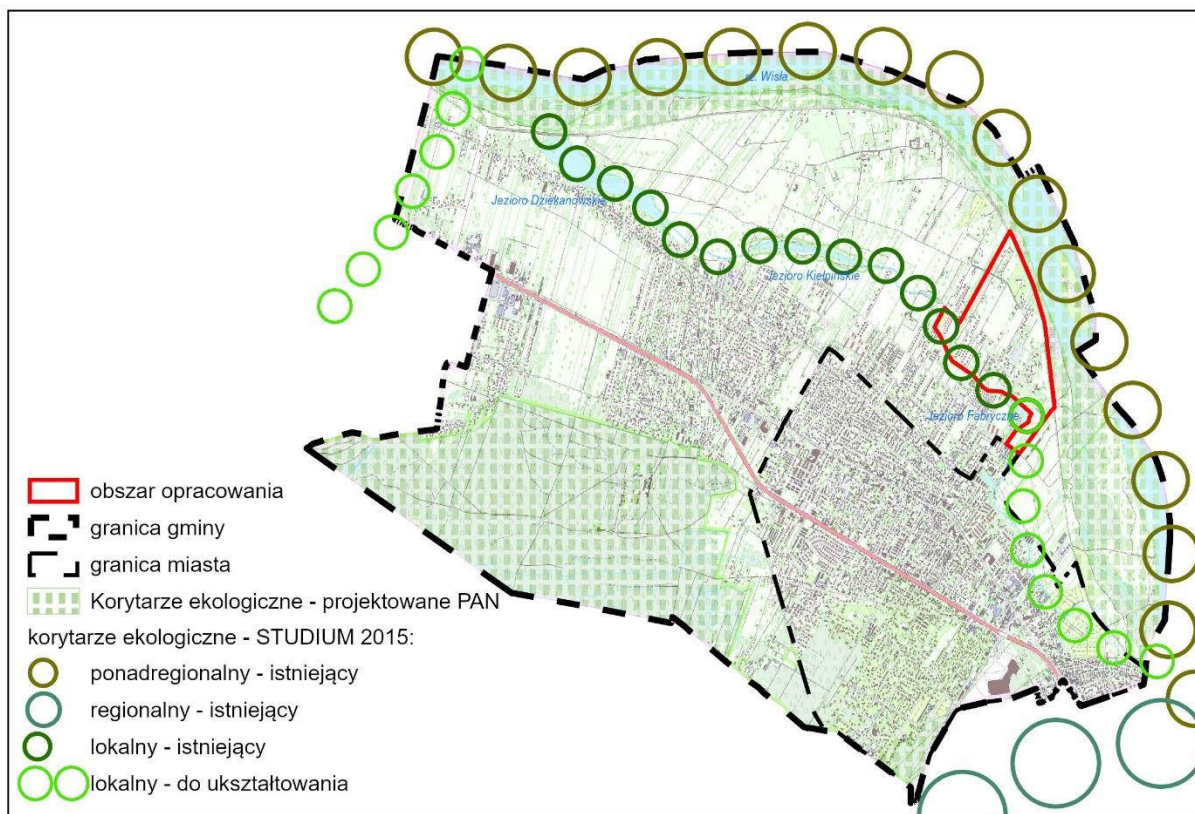 rz. Wisła
Jezioro Dziekanowskie
Jezioro Kiełpińskie
Jezioro Fabryczne
obszar opracowania
granica gminy
granica miasta
Korytarze ekologiczne - projektowane PAN
korytarze ekologiczne - STUDIUM 2015:
ponadregionalny - istniejący
regionalny - istniejący
lokalny - istniejący
lokalny - do ukształtowania